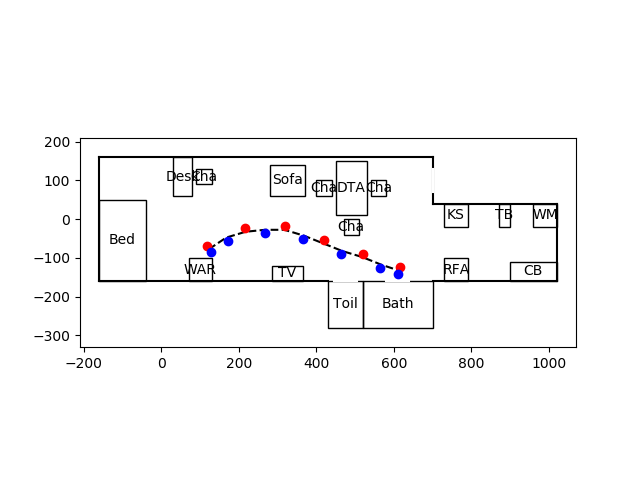 200
100
0
−100
−200
−300
−200
0
200
400
600
800
1000
Bed
Desk
Cha
Sofa
Cha
DTA
Cha
Cha
KS
TB
WM
WAR
TV
RFA
CB
Toil
Bath